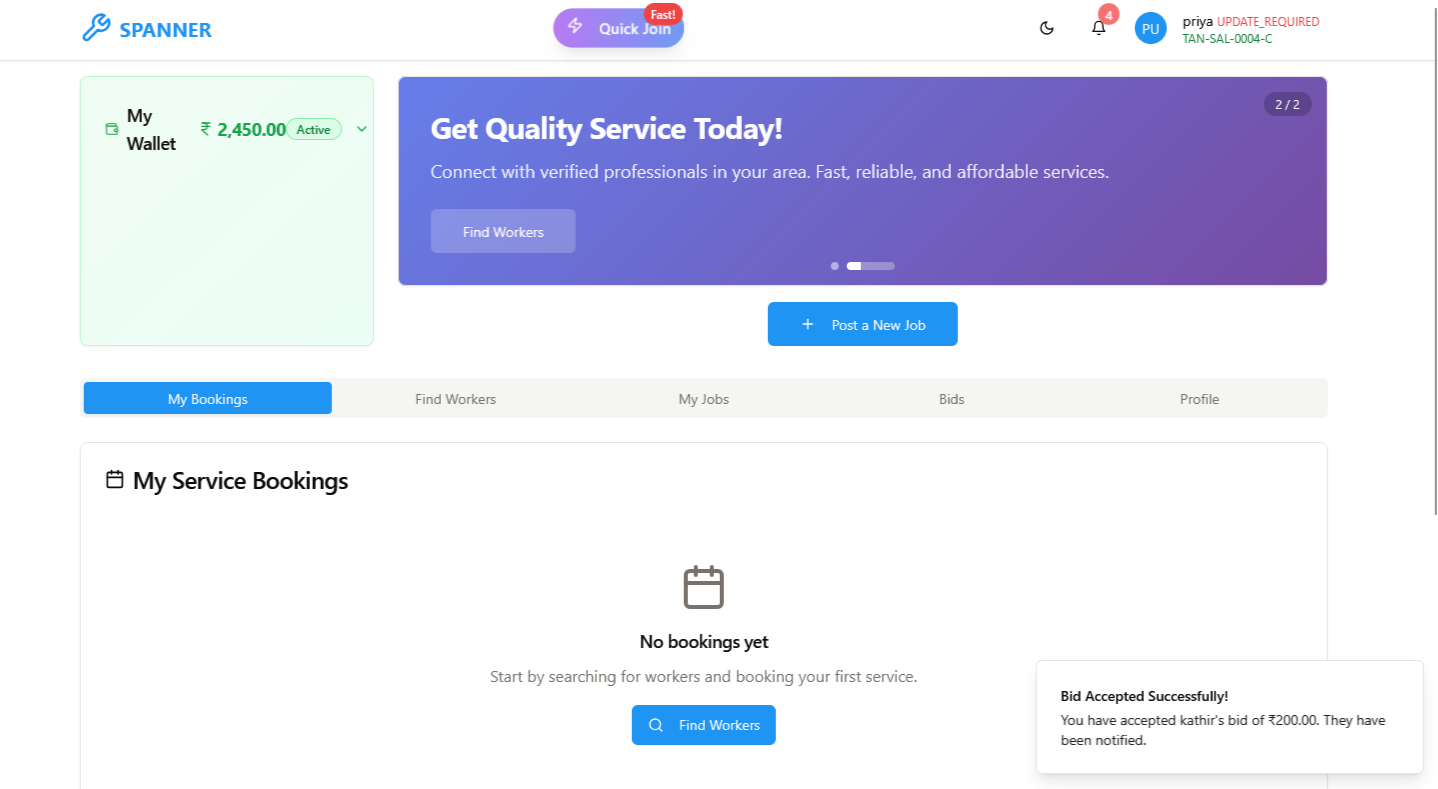 SPANNER
Quick Join
Fast!
4
PU
priya UPDATE_REQUIRED
TAN-SAL-0004-C
My
Wallet
₹ 2,450.00
Active
2 / 2
Get Quality Service Today!
Connect with verified professionals in your area. Fast, reliable, and affordable services.
Find Workers
Post a New Job
My Bookings
Find Workers
My Jobs
Bids
Profile
My Service Bookings
No bookings yet
Start by searching for workers and booking your first service.
Find Workers
Bid Accepted Successfully!
You have accepted kathir's bid of ₹200.00. They have
been notified.